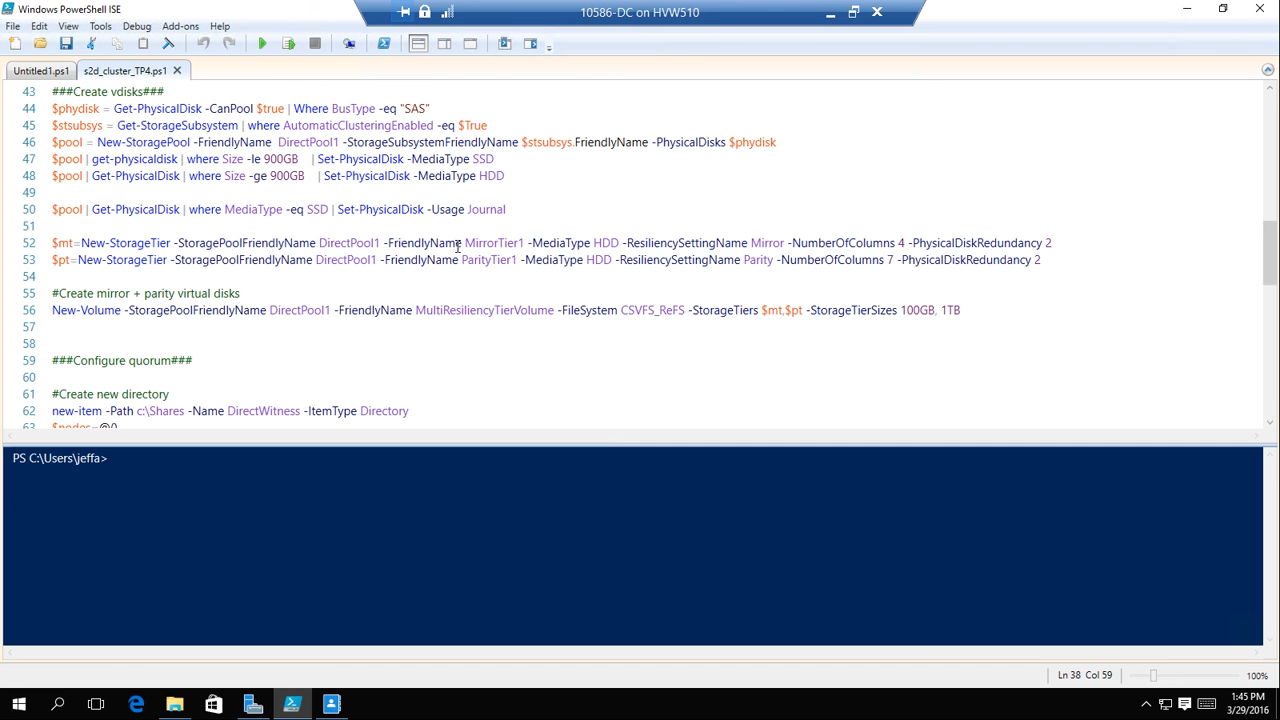 Windows PowerShell ISE
10586-DC on HVW510
File Edit View Tools Debug Add-ons Help
Untitled1.ps1 s2d_cluster_TP4.ps1
43 ###Create vdisks###
44 $phydisk = Get-PhysicalDisk -CanPool $true | Where BusType -eq "SAS"
45 $stsubsys = Get-StorageSubsystem | where AutomaticClusteringEnabled -eq $True
46 $pool = New-StoragePool -FriendlyName  DirectPool1 -StorageSubsystemFriendlyName $stsubsys.FriendlyName -PhysicalDisks $phydisk
47 $pool | get-physicaldisk | where Size -le 900GB   | Set-PhysicalDisk -MediaType SSD
48 $pool | Get-PhysicalDisk | where Size -ge 900GB   | Set-PhysicalDisk -MediaType HDD
49
50 $pool | Get-PhysicalDisk | where MediaType -eq SSD | Set-PhysicalDisk -Usage Journal
51
52 $mt=New-StorageTier -StoragePoolFriendlyName DirectPool1 -FriendlyName MirrorTier1 -MediaType HDD -ResiliencySettingName Mirror -NumberOfColumns 4 -PhysicalDiskRedundancy 2
53 $pt=New-StorageTier -StoragePoolFriendlyName DirectPool1 -FriendlyName ParityTier1 -MediaType HDD -ResiliencySettingName Parity -NumberOfColumns 7 -PhysicalDiskRedundancy 2
54
55 #Create mirror + parity virtual disks
56 New-Volume -StoragePoolFriendlyName DirectPool1 -FriendlyName MultiResiliencyTierVolume -FileSystem CSVFS_ReFS -StorageTiers $mt,$pt -StorageTierSizes 100GB, 1TB
57
58
59 ###Configure quorum###
60
61 #Create new directory
62 new-item -Path c:\Shares -Name DirectWitness -ItemType Directory
63 $nodes=@()
PS C:\Users\jeffa>
Ln 38 Col 59 100%
1:45 PM
3/29/2016